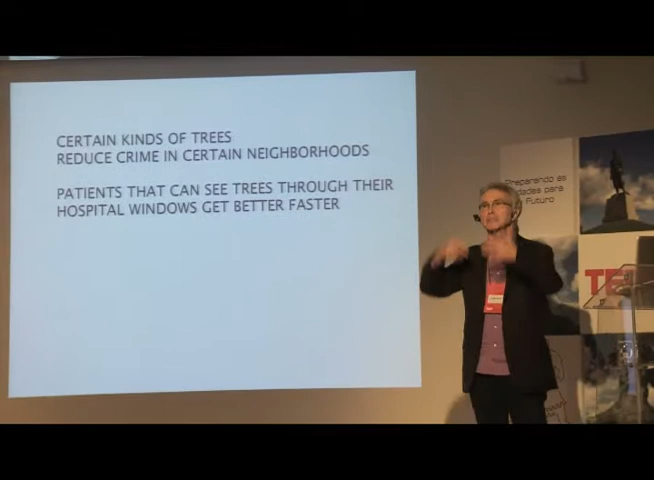 CERTAIN KINDS OF TREES
REDUCE CRIME IN CERTAIN NEIGHBORHOODS
PATIENTS THAT CAN SEE TREES THROUGH THEIR
HOSPITAL WINDOWS GET BETTER FASTER
Preparando as
Cidades para
Futuro
TE